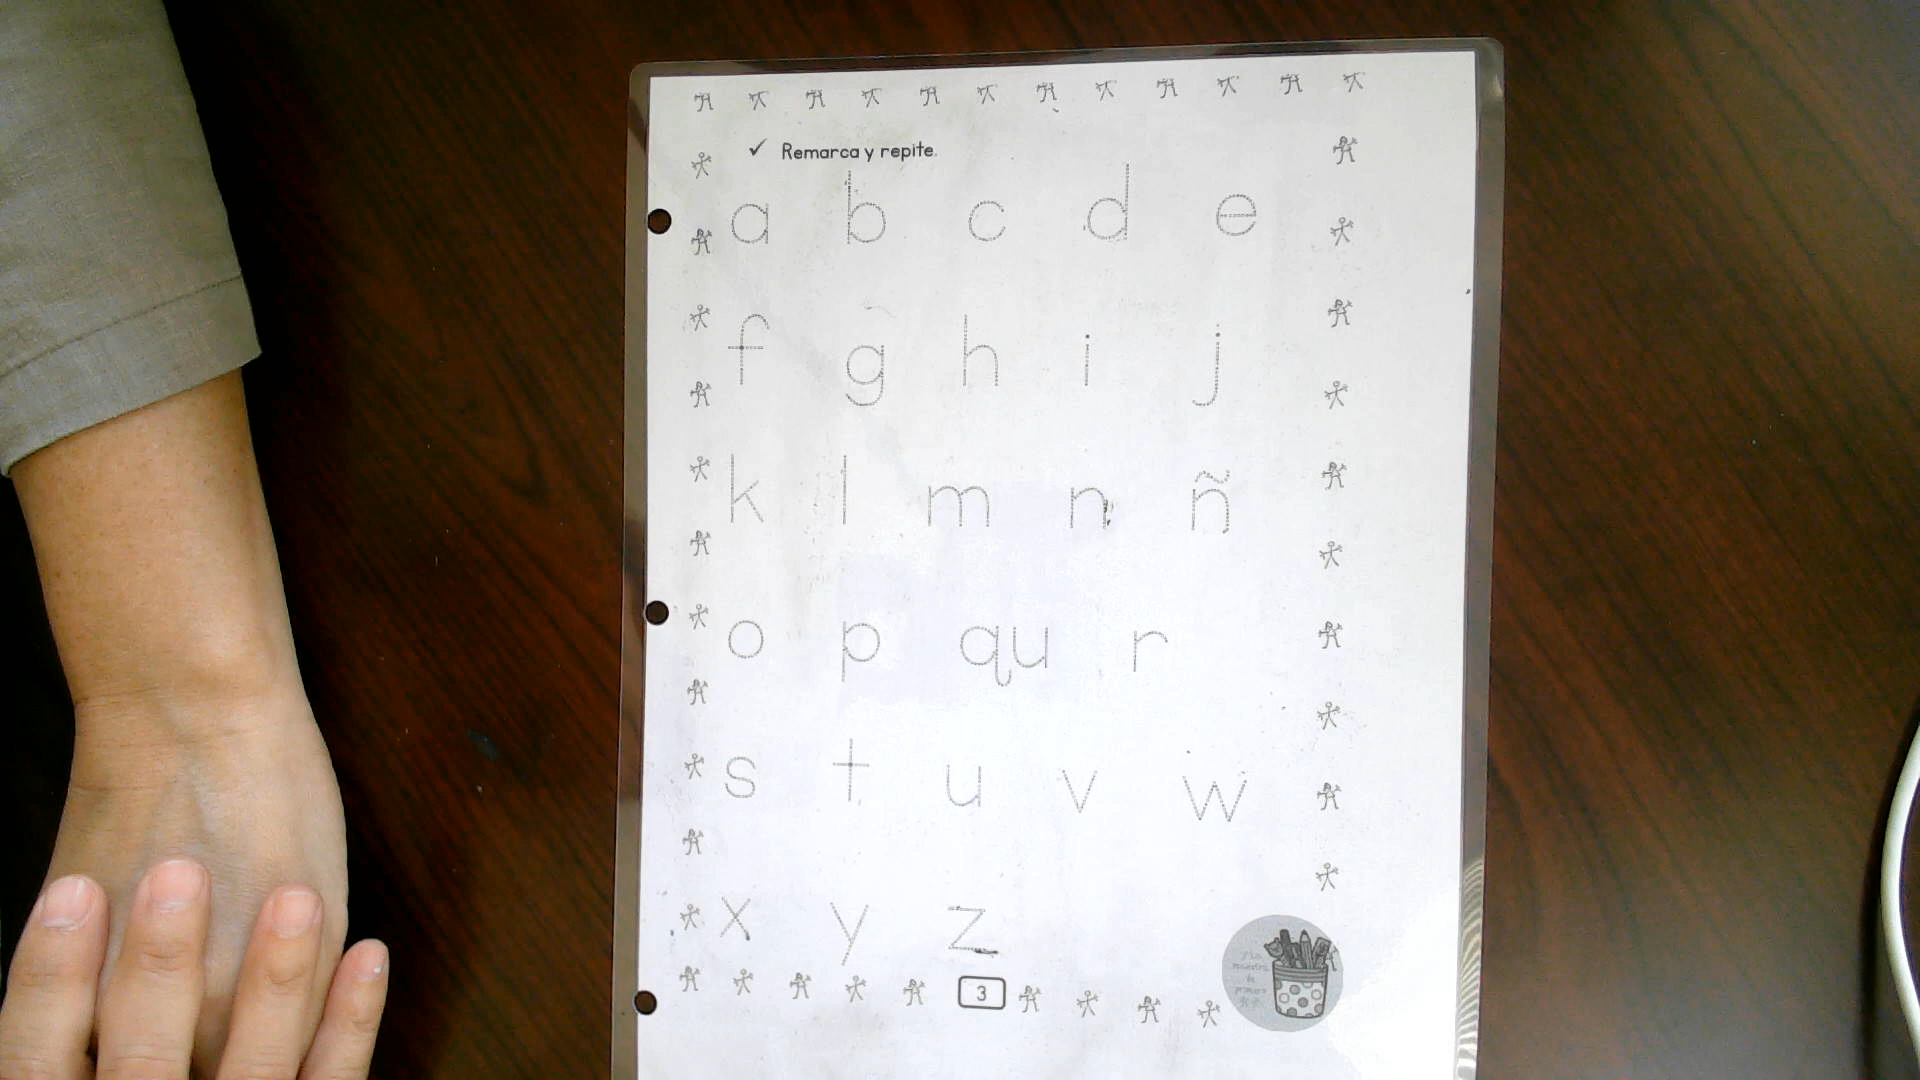 ✓ Remarca y repite.
a b c d e
f g h i j
k l m n ñ
o p qu r
s t u v w
x y z
3